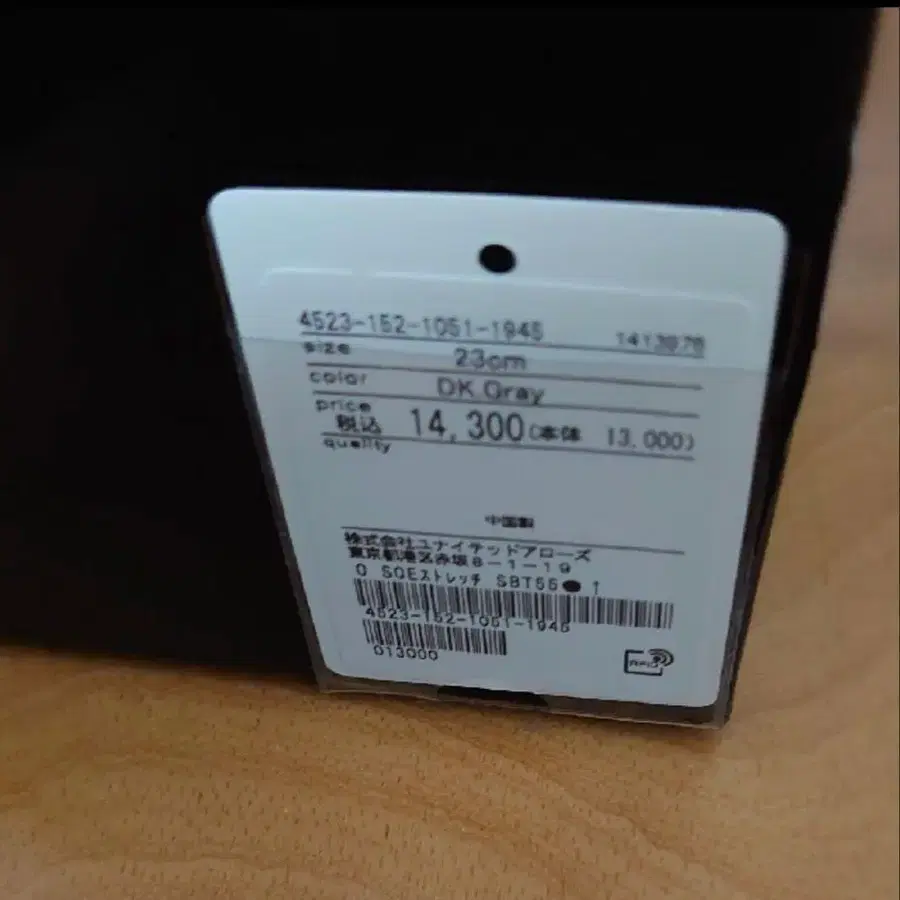 4523-152-1051-1945 1413878
size 23cm
color DK.Gray
price
税込 14,300(本体 13,000)
quality
中国製
株式会社ユナイテッドアローズ
東京都港区赤坂8-1-19
O SQEストレッチ SBT55● ↑
4523-152-1051-1945
013000
RFID